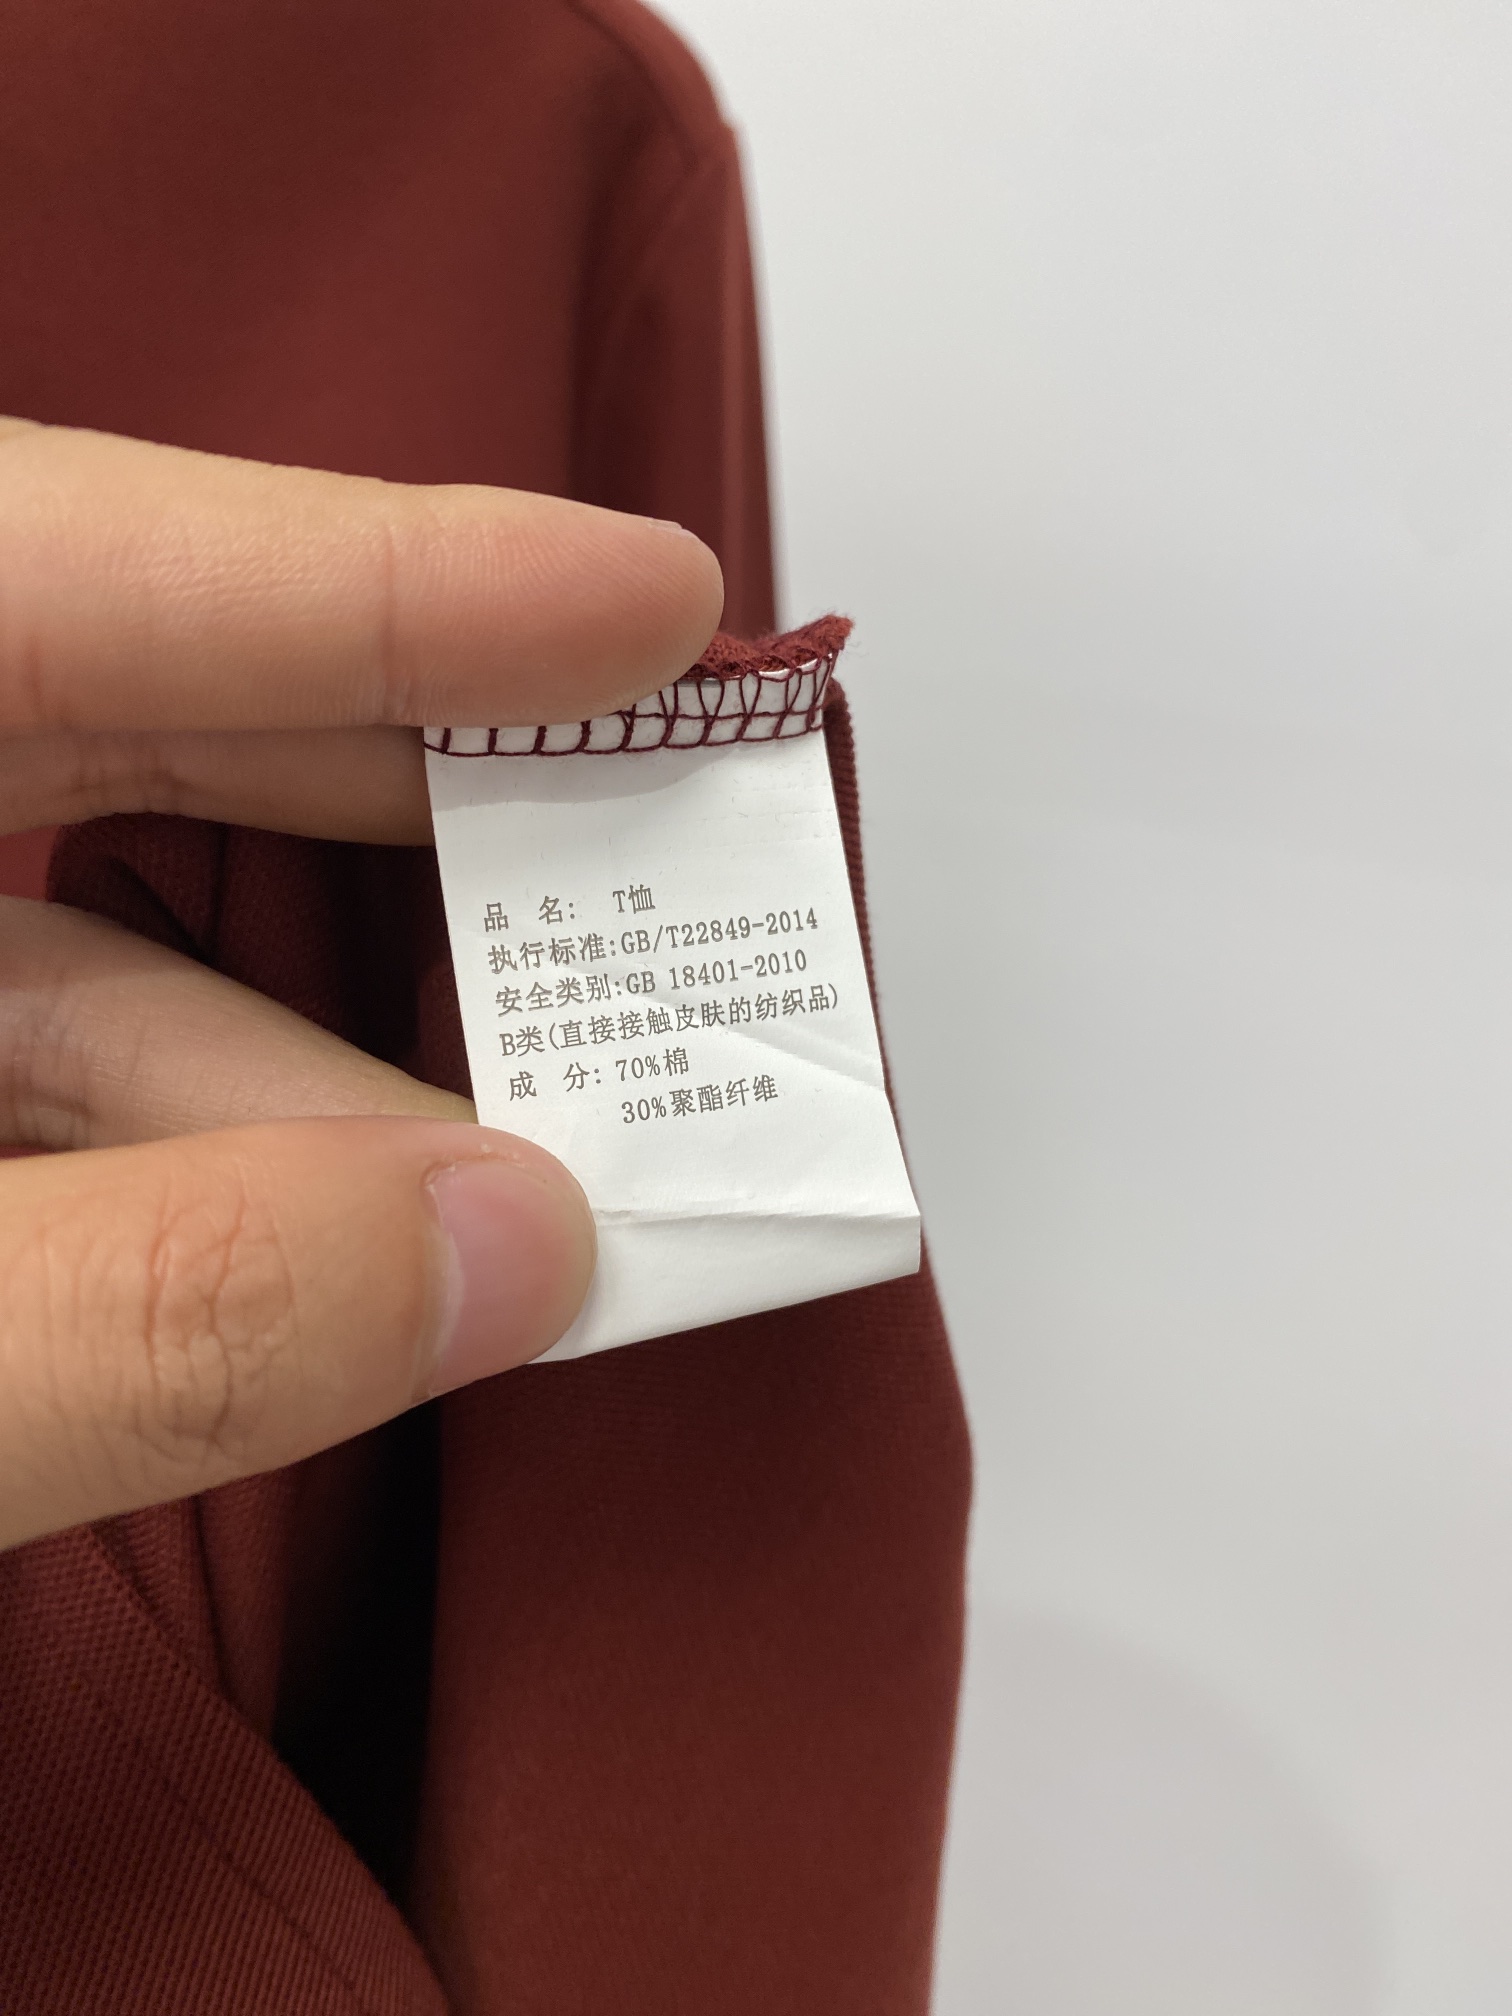 品 名: T恤
执行标准:GB/T22849-2014
安全类别:GB 18401-2010
B类(直接接触皮肤的纺织品)
成 分: 70%棉
30%聚酯纤维